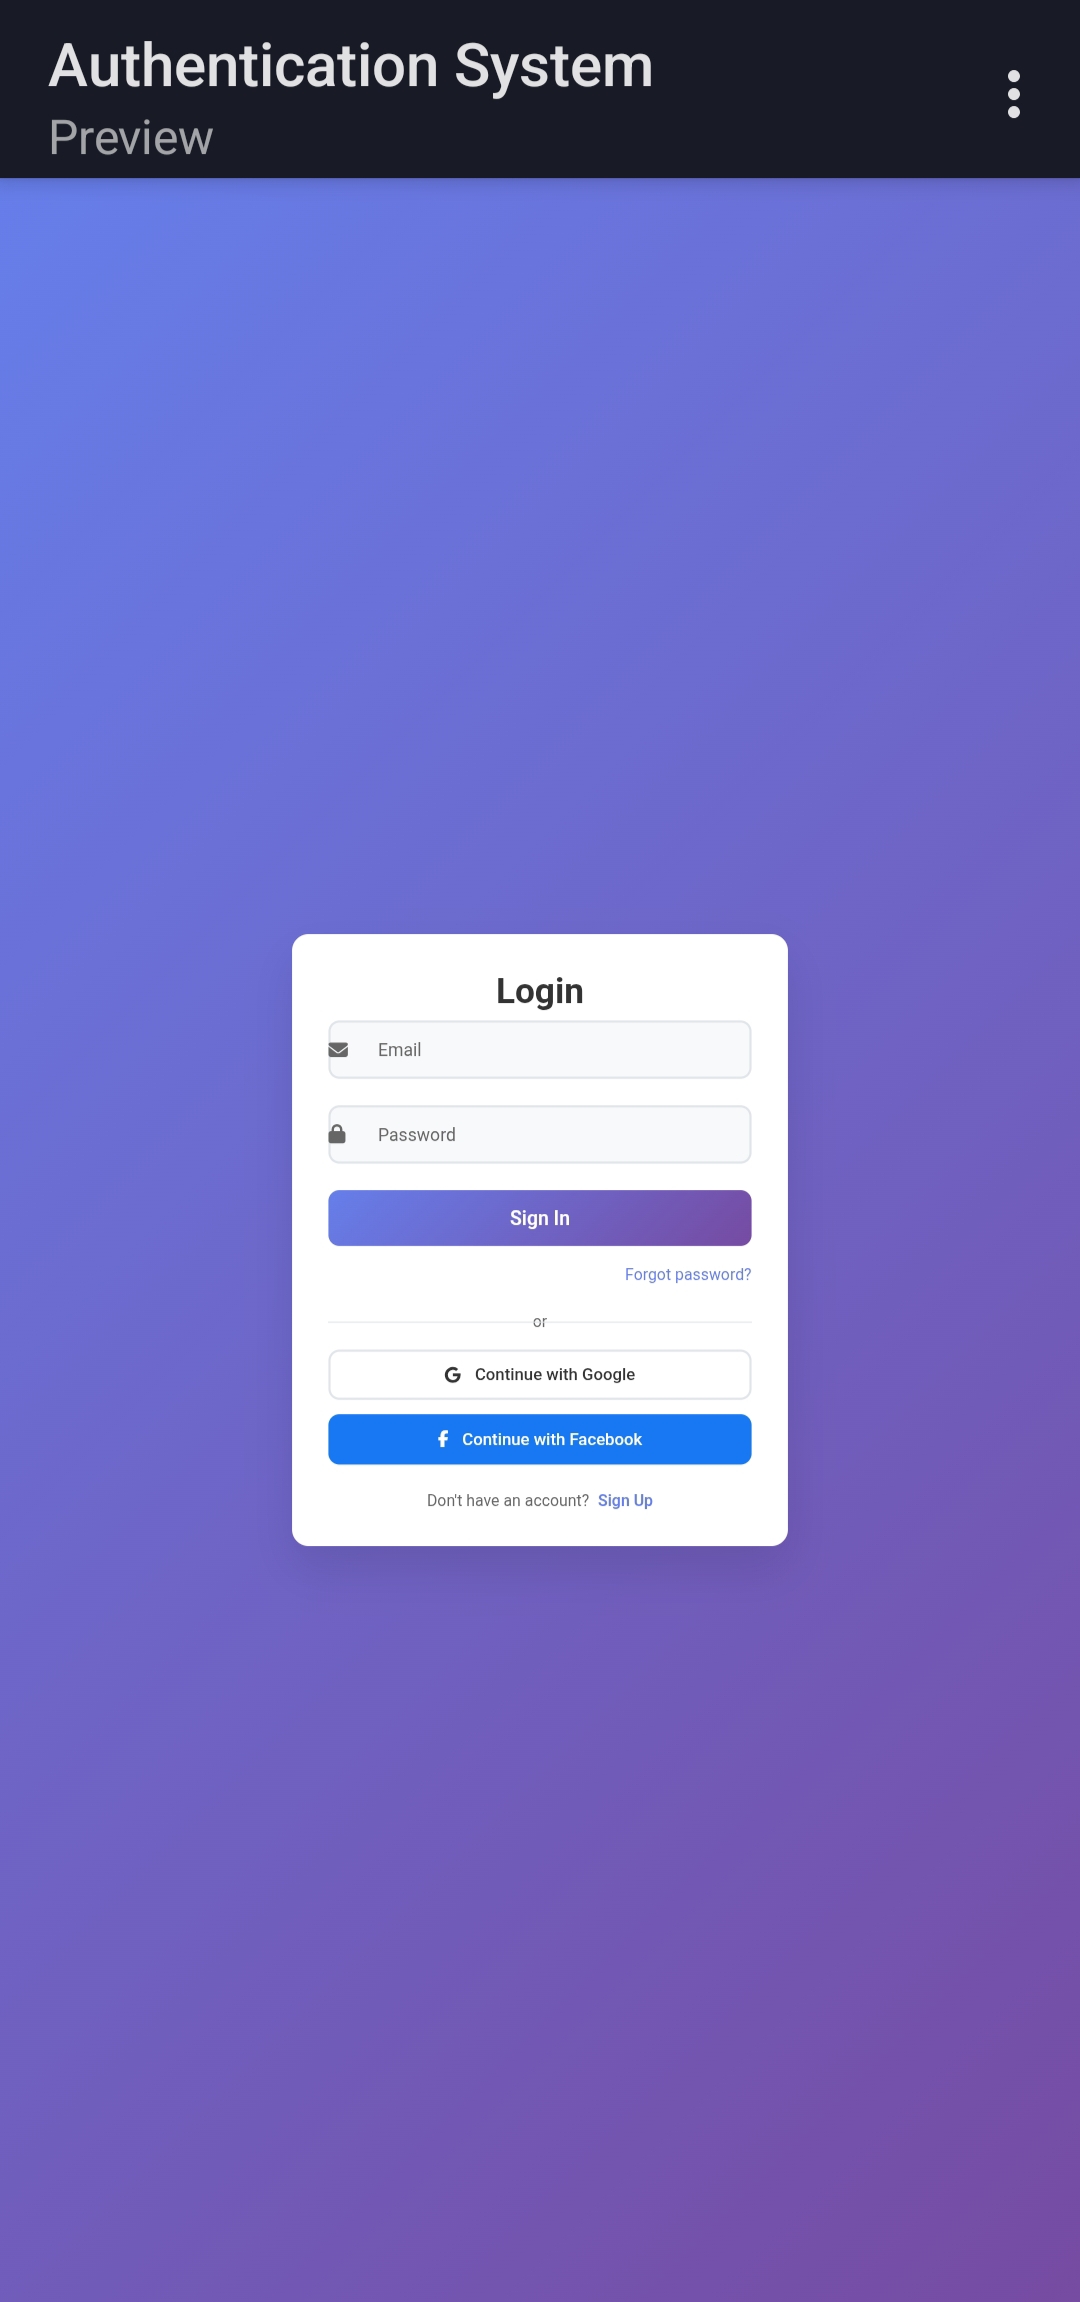 Authentication System
Preview
Login
Email
Password
Sign In
Forgot password?
or
Continue with Google
Continue with Facebook
Don't have an account? Sign Up